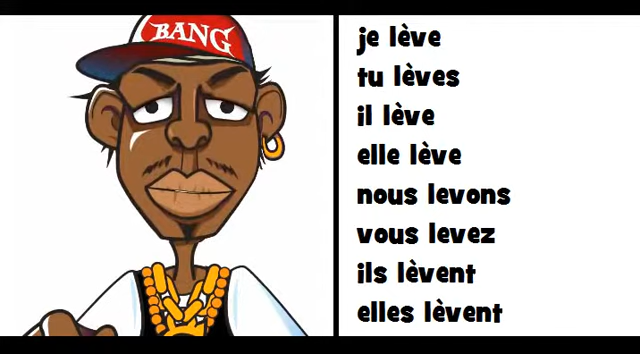 BANG
je lève
tu lèves
il lève
elle lève
nous levons
vous levez
ils lèvent
elles lèvent